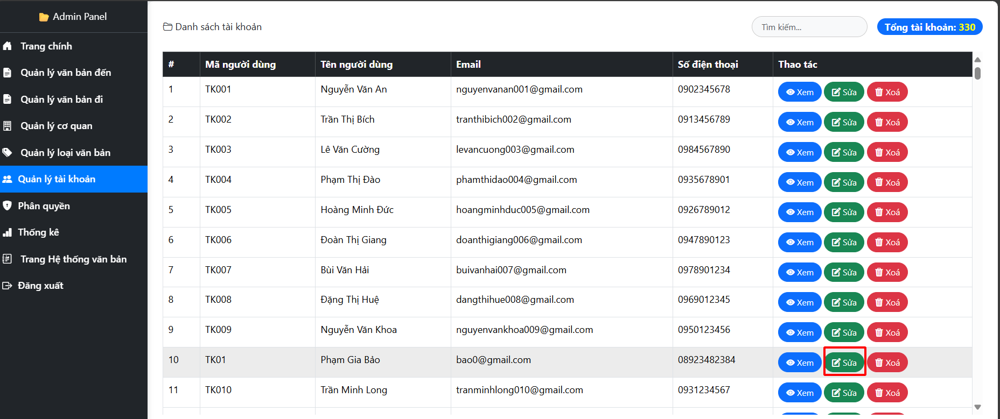 Admin Panel
Trang chính
Quản lý văn bản đến
Quản lý văn bản đi
Quản lý cơ quan
Quản lý loại văn bản
Quản lý tài khoản
Phân quyền
Thống kê
Trang Hệ thống văn bản
Đăng xuất
Danh sách tài khoản
Tìm kiếm...
Tổng tài khoản: 330
# Mã người dùng Tên người dùng Email Số điện thoại Thao tác
1 TK001 Nguyễn Văn An nguyenvanan001@gmail.com 0902345678 Xem Sửa Xoá
2 TK002 Trần Thị Bích tranthibich002@gmail.com 0913456789 Xem Sửa Xoá
3 TK003 Lê Văn Cường levancuong003@gmail.com 0984567890 Xem Sửa Xoá
4 TK004 Phạm Thị Đào phamthidao004@gmail.com 0935678901 Xem Sửa Xoá
5 TK005 Hoàng Minh Đức hoangminhduc005@gmail.com 0926789012 Xem Sửa Xoá
6 TK006 Đoàn Thị Giang doanthigiang006@gmail.com 0947890123 Xem Sửa Xoá
7 TK007 Bùi Văn Hải buivanhai007@gmail.com 0978901234 Xem Sửa Xoá
8 TK008 Đặng Thị Huệ dangthihue008@gmail.com 0969012345 Xem Sửa Xoá
9 TK009 Nguyễn Văn Khoa nguyenvankhoa009@gmail.com 0950123456 Xem Sửa Xoá
10 TK01 Phạm Gia Bảo bao0@gmail.com 08923482384 Xem Sửa Xoá
11 TK010 Trần Minh Long tranminhlong010@gmail.com 0931234567 Xem Sửa Xoá